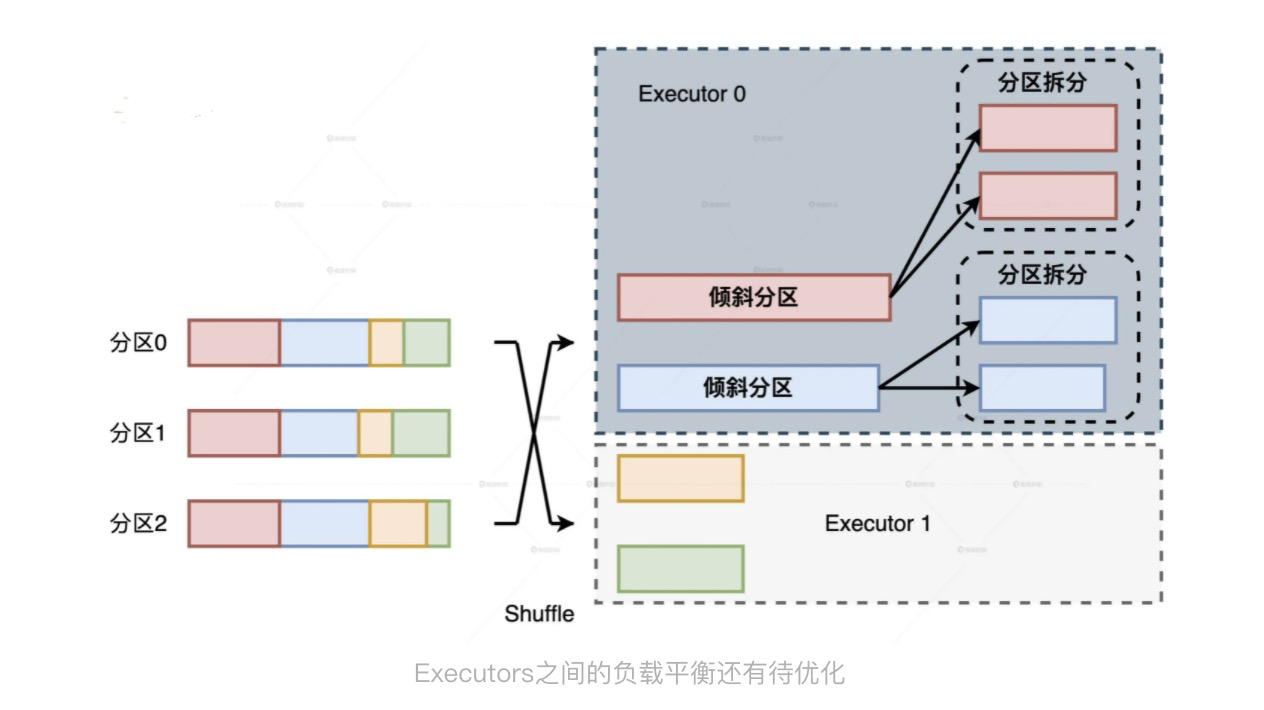 Executor 0
分区拆分
倾斜分区
分区拆分
倾斜分区
分区0
分区1
分区2
Executor 1
Shuffle
Executors之间的负载平衡还有待优化